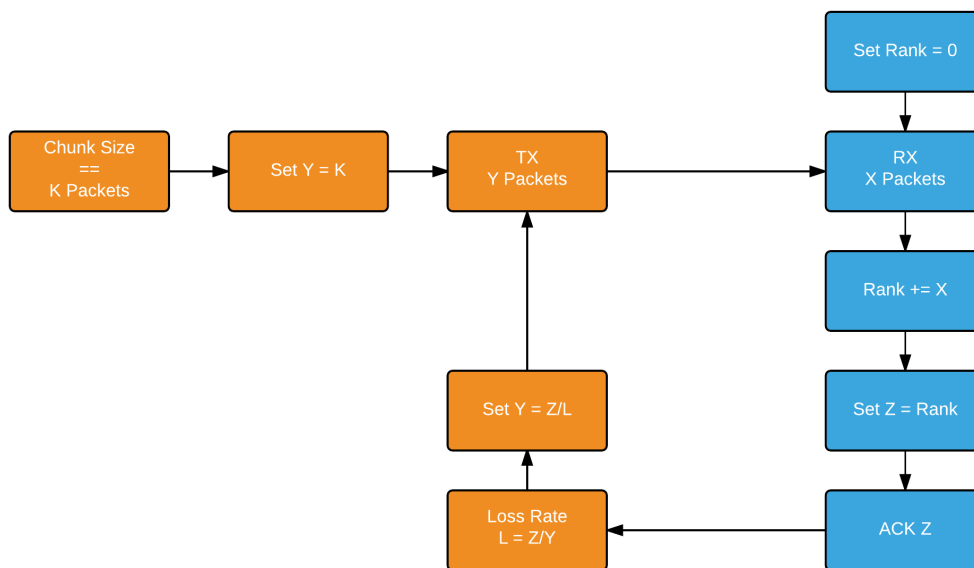 Set Rank = 0
Chunk Size
==
K Packets
Set Y = K
TX
Y Packets
RX
X Packets
Rank += X
Set Y = Z/L
Set Z = Rank
Loss Rate
L = Z/Y
ACK Z